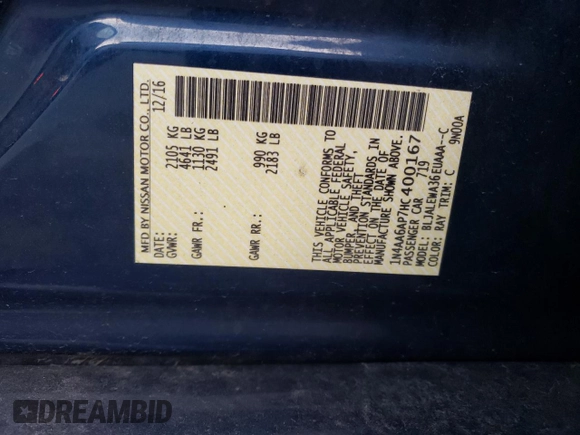 MFD BY NISSAN MOTOR CO., LTD.
DATE: 12/16
GVWR: 2105 KG
4641 LB
GAWR FR: 1130 KG
2491 LB
GAWR RR: 990 KG
2183 LB
THIS VEHICLE CONFORMS TO
ALL APPLICABLE FEDERAL
MOTOR VEHICLE SAFETY,
BUMPER, AND THEFT
PREVENTION STANDARDS IN
EFFECT ON THE DATE OF
MANUFACTURE SHOWN ABOVE.
1N4AA6AP7HC400167
PASSENGER CAR 719
MODEL: BLJALEWA36EUAAA--C
COLOR: RAY TRIM: C 9N00A
DREAMBID